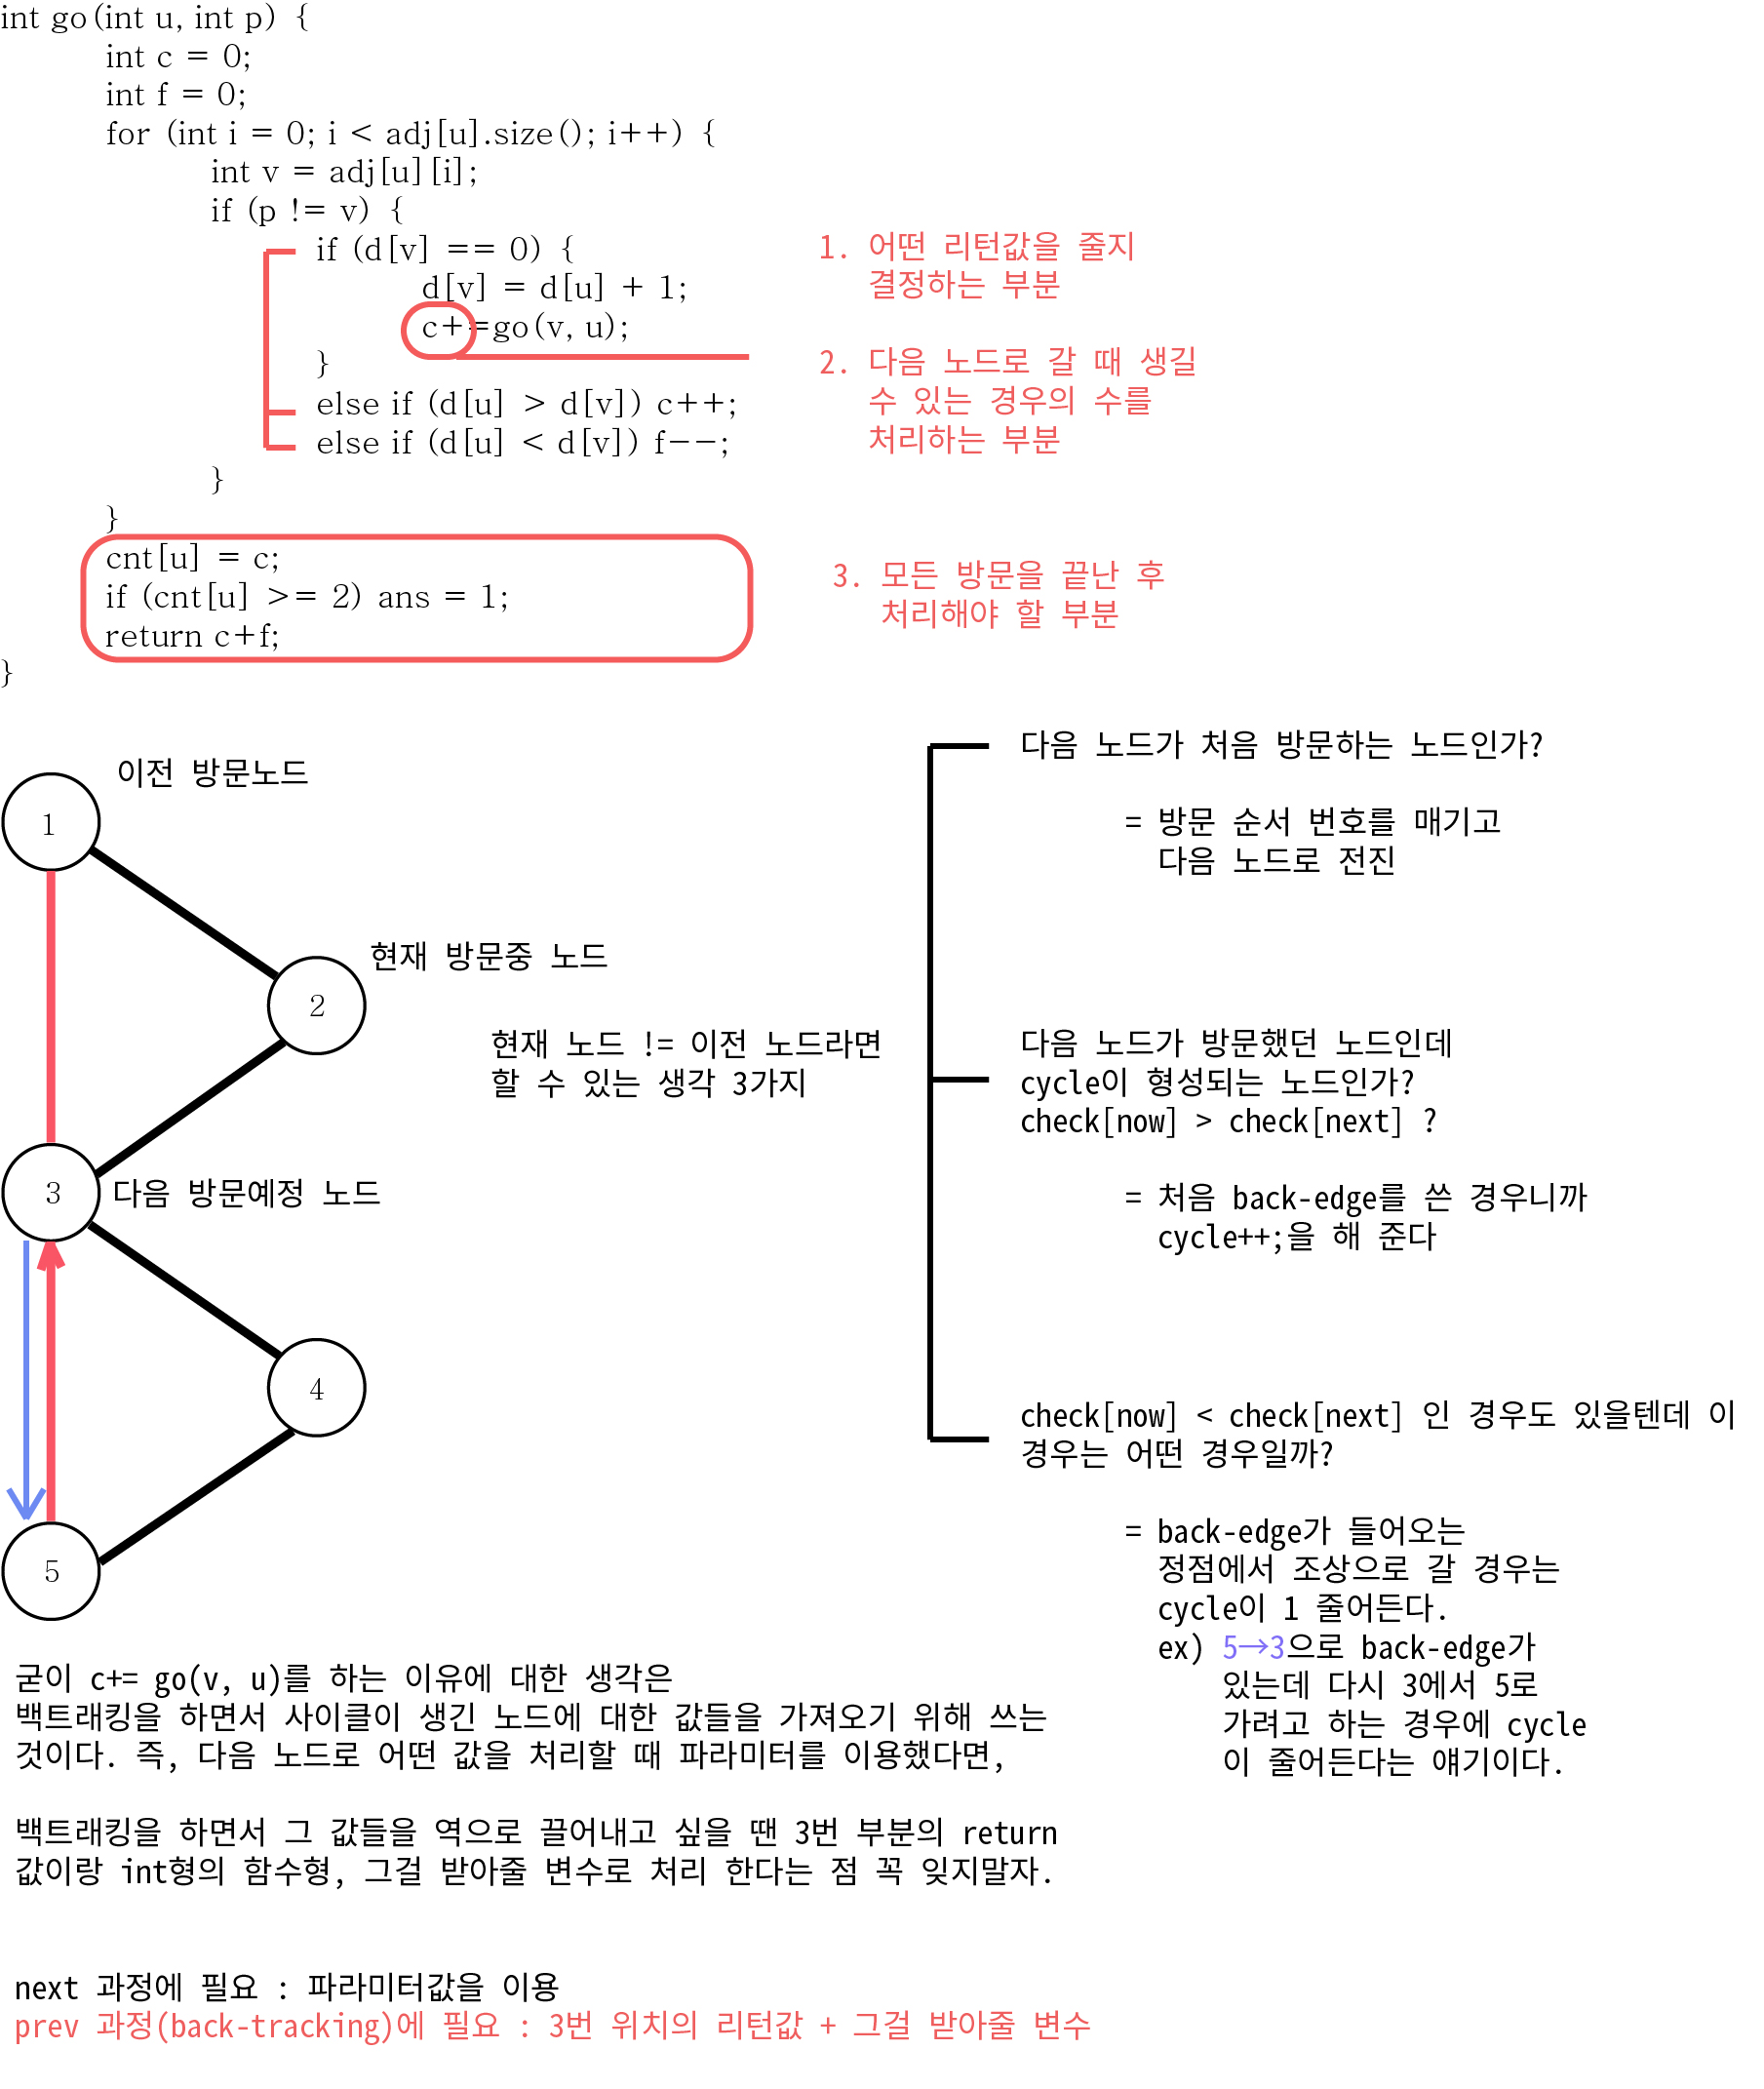 int go(int u, int p) {
int c = 0;
int f = 0;
for (int i = 0; i < adj[u].size(); i++) {
int v = adj[u][i];
if (p != v) {
if (d[v] == 0) {
d[v] = d[u] + 1;
c+=go(v, u);
}
else if (d[u] > d[v]) c++;
else if (d[u] < d[v]) f--;
}
}
cnt[u] = c;
if (cnt[u] >= 2) ans = 1;
return c+f;
}
1. 어떤 리턴값을 줄지
결정하는 부분
2. 다음 노드로 갈 때 생길
수 있는 경우의 수를
처리하는 부분
3. 모든 방문을 끝난 후
처리해야 할 부분
이전 방문노드
1
현재 방문중 노드
2
3
다음 방문예정 노드
4
5
현재 노드 != 이전 노드라면
할 수 있는 생각 3가지
다음 노드가 처음 방문하는 노드인가?
= 방문 순서 번호를 매기고
다음 노드로 전진
다음 노드가 방문했던 노드인데
cycle이 형성되는 노드인가?
check[now] > check[next] ?
= 처음 back-edge를 쓴 경우니까
cycle++;을 해 준다
check[now] < check[next] 인 경우도 있을텐데 이
경우는 어떤 경우일까?
= back-edge가 들어오는
정점에서 조상으로 갈 경우는
cycle이 1 줄어든다.
ex) 5→3으로 back-edge가
있는데 다시 3에서 5로
가려고 하는 경우에 cycle
이 줄어든다는 얘기이다.
굳이 c+= go(v, u)를 하는 이유에 대한 생각은
백트래킹을 하면서 사이클이 생긴 노드에 대한 값들을 가져오기 위해 쓰는
것이다. 즉, 다음 노드로 어떤 값을 처리할 때 파라미터를 이용했다면,
백트래킹을 하면서 그 값들을 역으로 끌어내고 싶을 땐 3번 부분의 return
값이랑 int형의 함수형, 그걸 받아줄 변수로 처리 한다는 점 꼭 잊지말자.
next 과정에 필요 : 파라미터값을 이용
prev 과정(back-tracking)에 필요 : 3번 위치의 리턴값 + 그걸 받아줄 변수